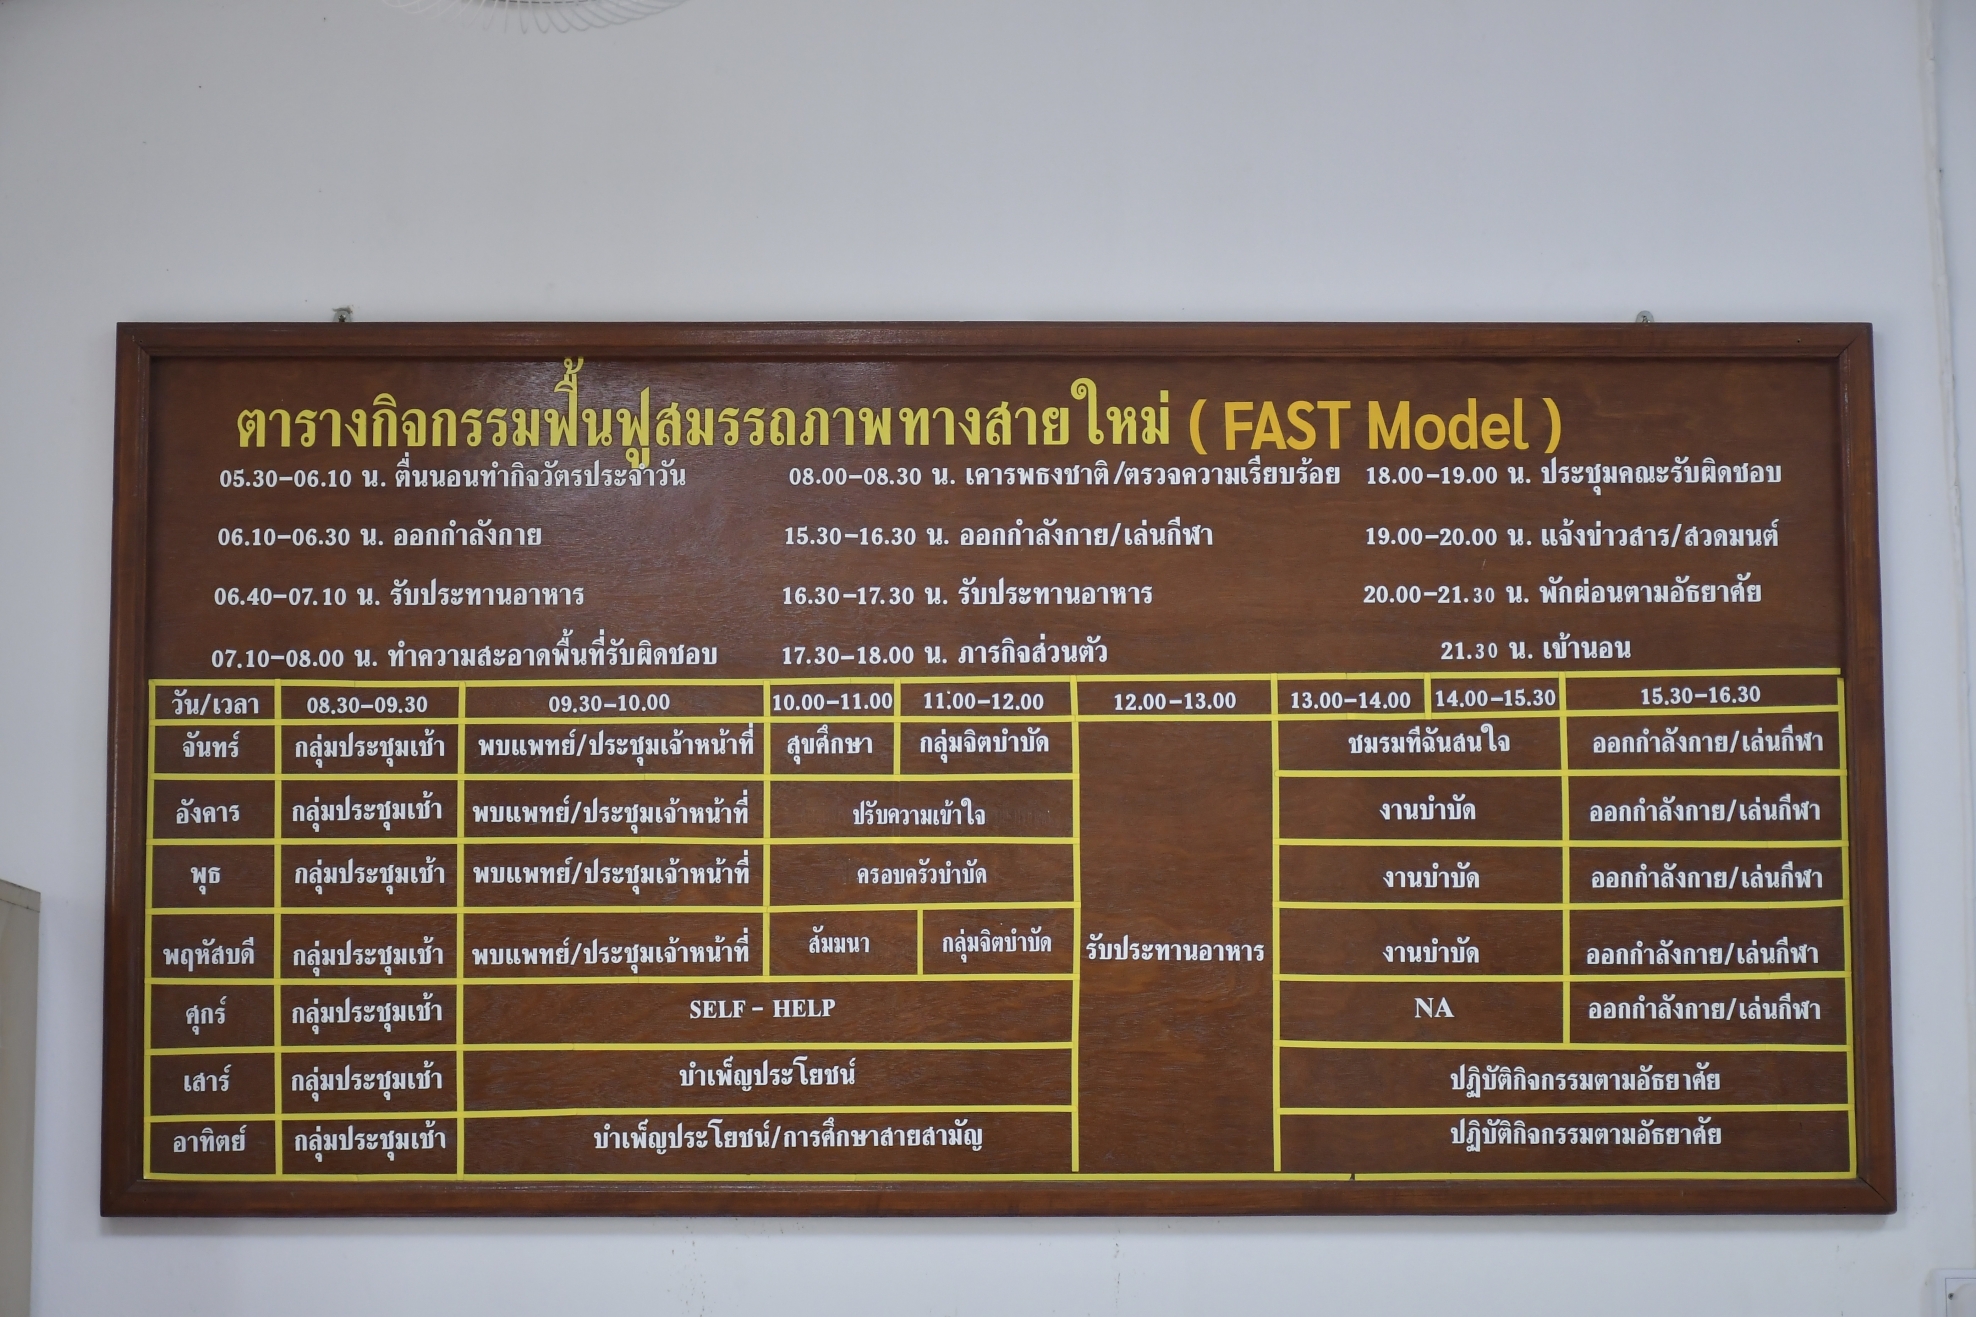 ตารางกิจกรรมฟื้นฟูสมรรถภาพทางสายใหม่ ( FAST Model )
05.30-06.10 น. ตื่นนอนทำกิจวัตรประจำวัน 08.00-08.30 น. เคารพธงชาติ/ตรวจความเรียบร้อย 18.00-19.00 น. ประชุมคณะรับผิดชอบ
06.10-06.30 น. ออกกำลังกาย 15.30-16.30 น. ออกกำลังกาย/เล่นกีฬา 19.00-20.00 น. แจ้งข่าวสาร/สวดมนต์
06.40-07.10 น. รับประทานอาหาร 16.30-17.30 น. รับประทานอาหาร 20.00-21.30 น. พักผ่อนตามอัธยาศัย
07.10-08.00 น. ทำความสะอาดพื้นที่รับผิดชอบ 17.30-18.00 น. ภารกิจส่วนตัว 21.30 น. เข้านอน
วัน/เวลา 08.30-09.30 09.30-10.00 10.00-11.00 11.00-12.00 12.00-13.00 13.00-14.00 14.00-15.30 15.30-16.30
จันทร์ กลุ่มประชุมเช้า พบแพทย์/ประชุมเจ้าหน้าที่ สุขศึกษา กลุ่มจิตบำบัด ชมรมที่ฉันสนใจ ออกกำลังกาย/เล่นกีฬา
อังคาร กลุ่มประชุมเช้า พบแพทย์/ประชุมเจ้าหน้าที่ ปรับความเข้าใจ งานบำบัด ออกกำลังกาย/เล่นกีฬา
พุธ กลุ่มประชุมเช้า พบแพทย์/ประชุมเจ้าหน้าที่ ครอบครัวบำบัด งานบำบัด ออกกำลังกาย/เล่นกีฬา
พฤหัสบดี กลุ่มประชุมเช้า พบแพทย์/ประชุมเจ้าหน้าที่ สัมมนา กลุ่มจิตบำบัด รับประทานอาหาร งานบำบัด ออกกำลังกาย/เล่นกีฬา
ศุกร์ กลุ่มประชุมเช้า SELF - HELP NA ออกกำลังกาย/เล่นกีฬา
เสาร์ กลุ่มประชุมเช้า บำเพ็ญประโยชน์ ปฏิบัติกิจกรรมตามอัธยาศัย
อาทิตย์ กลุ่มประชุมเช้า บำเพ็ญประโยชน์/การศึกษาสายสามัญ ปฏิบัติกิจกรรมตามอัธยาศัย